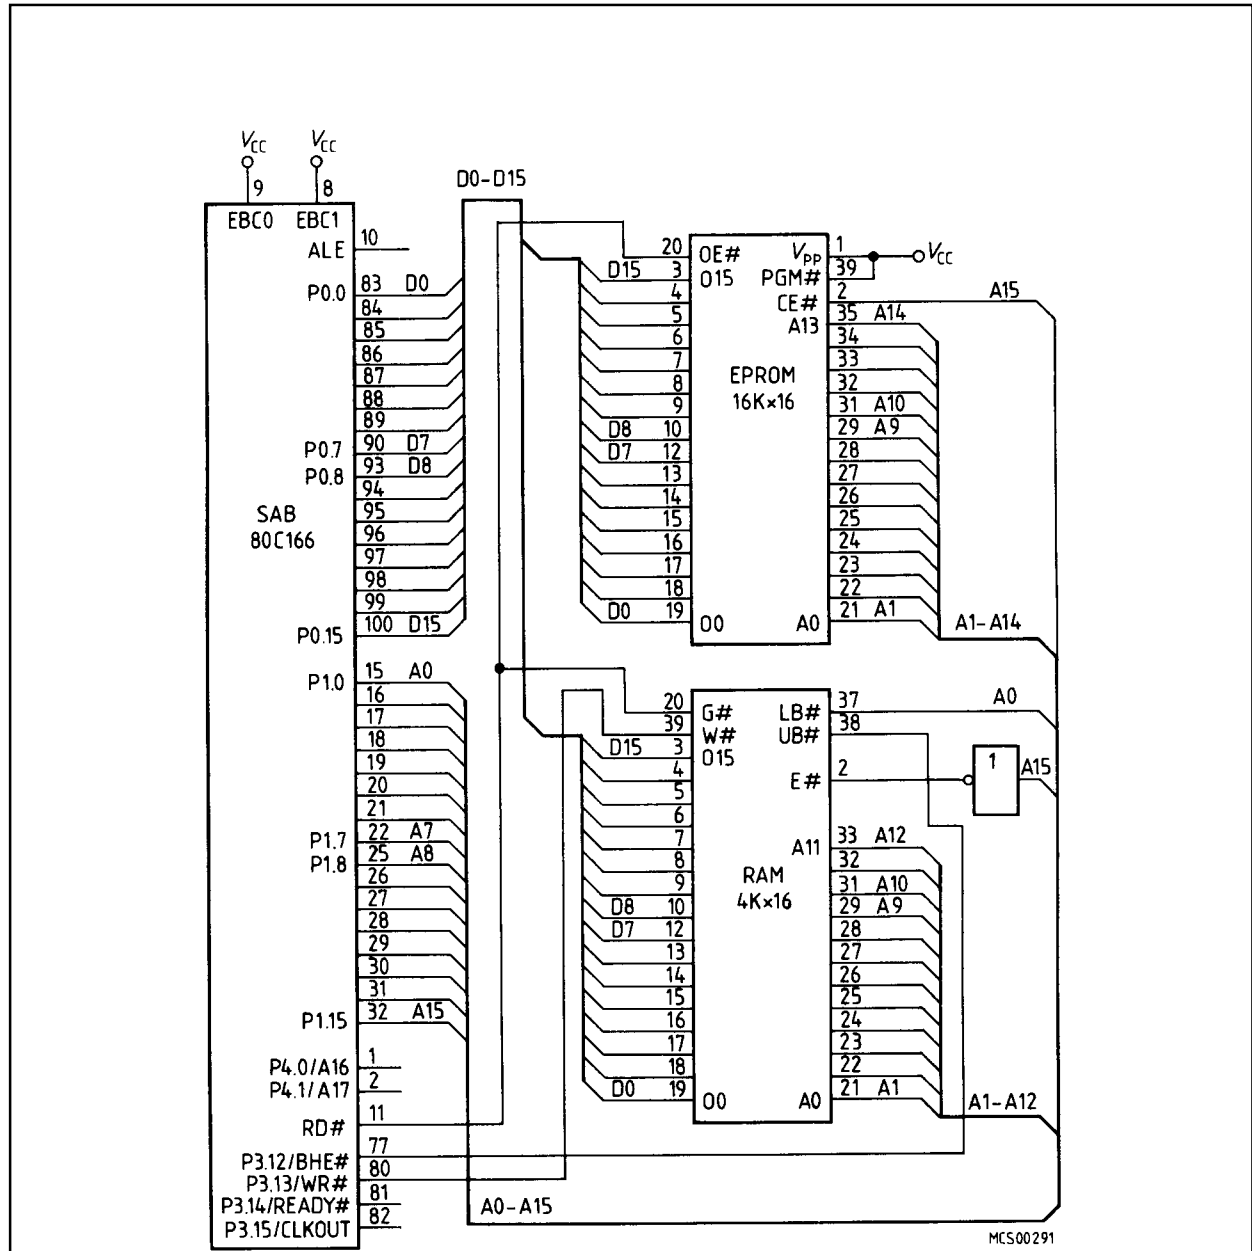 VCC VCC
9 8
D0-D15
EBC0 EBC1
ALE 10
P0.0 83 D0
84
85
86
87
88
89
P0.7 90 D7
P0.8 93 D8
94
95
96
97
98
99
P0.15 100 D15
SAB
80C166
P1.0 15 A0
16
17
18
19
20
21
P1.7 22 A7
P1.8 25 A8
26
27
28
29
30
31
P1.15 32 A15
P4.0/A16 1
P4.1/A17 2
RD# 11
P3.12/BHE# 77
P3.13/WR# 80
P3.14/READY# 81
P3.15/CLKOUT 82
A0-A15
20 OE#
D15 3 O15
4
5
6
7
8
9
D8 10
D7 12
13
14
15
16
17
18
D0 19 O0
EPROM
16K×16
VPP 1 VCC
PGM# 39
CE# 2 A15
A13 35 A14
34
33
32
31 A10
29 A9
28
27
26
25
24
23
22
A0 21 A1
A1-A14
20 G#
39 W#
D15 3 O15
4
5
6
7
8
9
D8 10
D7 12
13
14
15
16
17
18
D0 19 O0
RAM
4K×16
LB# 37 A0
UB# 38
E# 2 1 A15
A11 33 A12
32
31 A10
29 A9
28
27
26
25
24
23
22
A0 21 A1
A1-A12
MCS00291